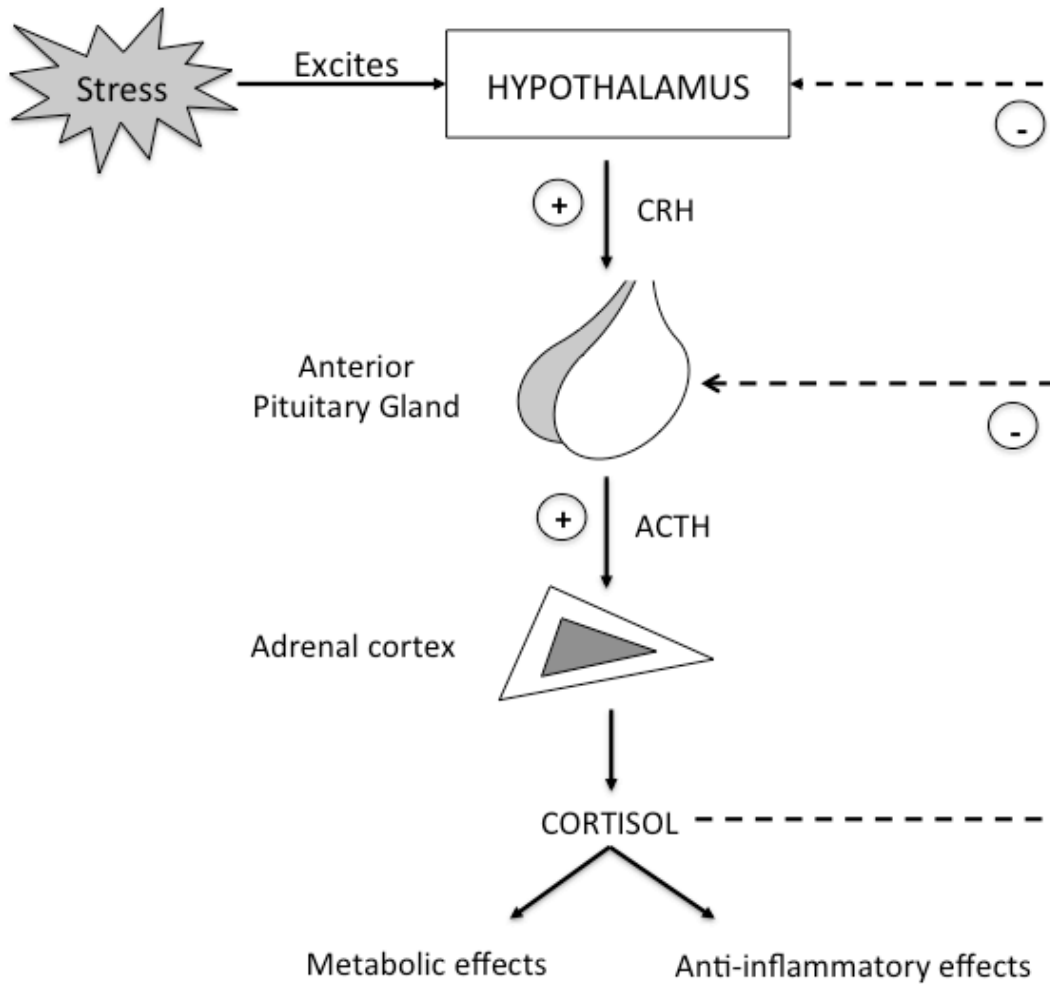 Stress
Excites
HYPOTHALAMUS
-
+
CRH
Anterior
Pituitary Gland
-
+
ACTH
Adrenal cortex
CORTISOL
Metabolic effects
Anti-inflammatory effects